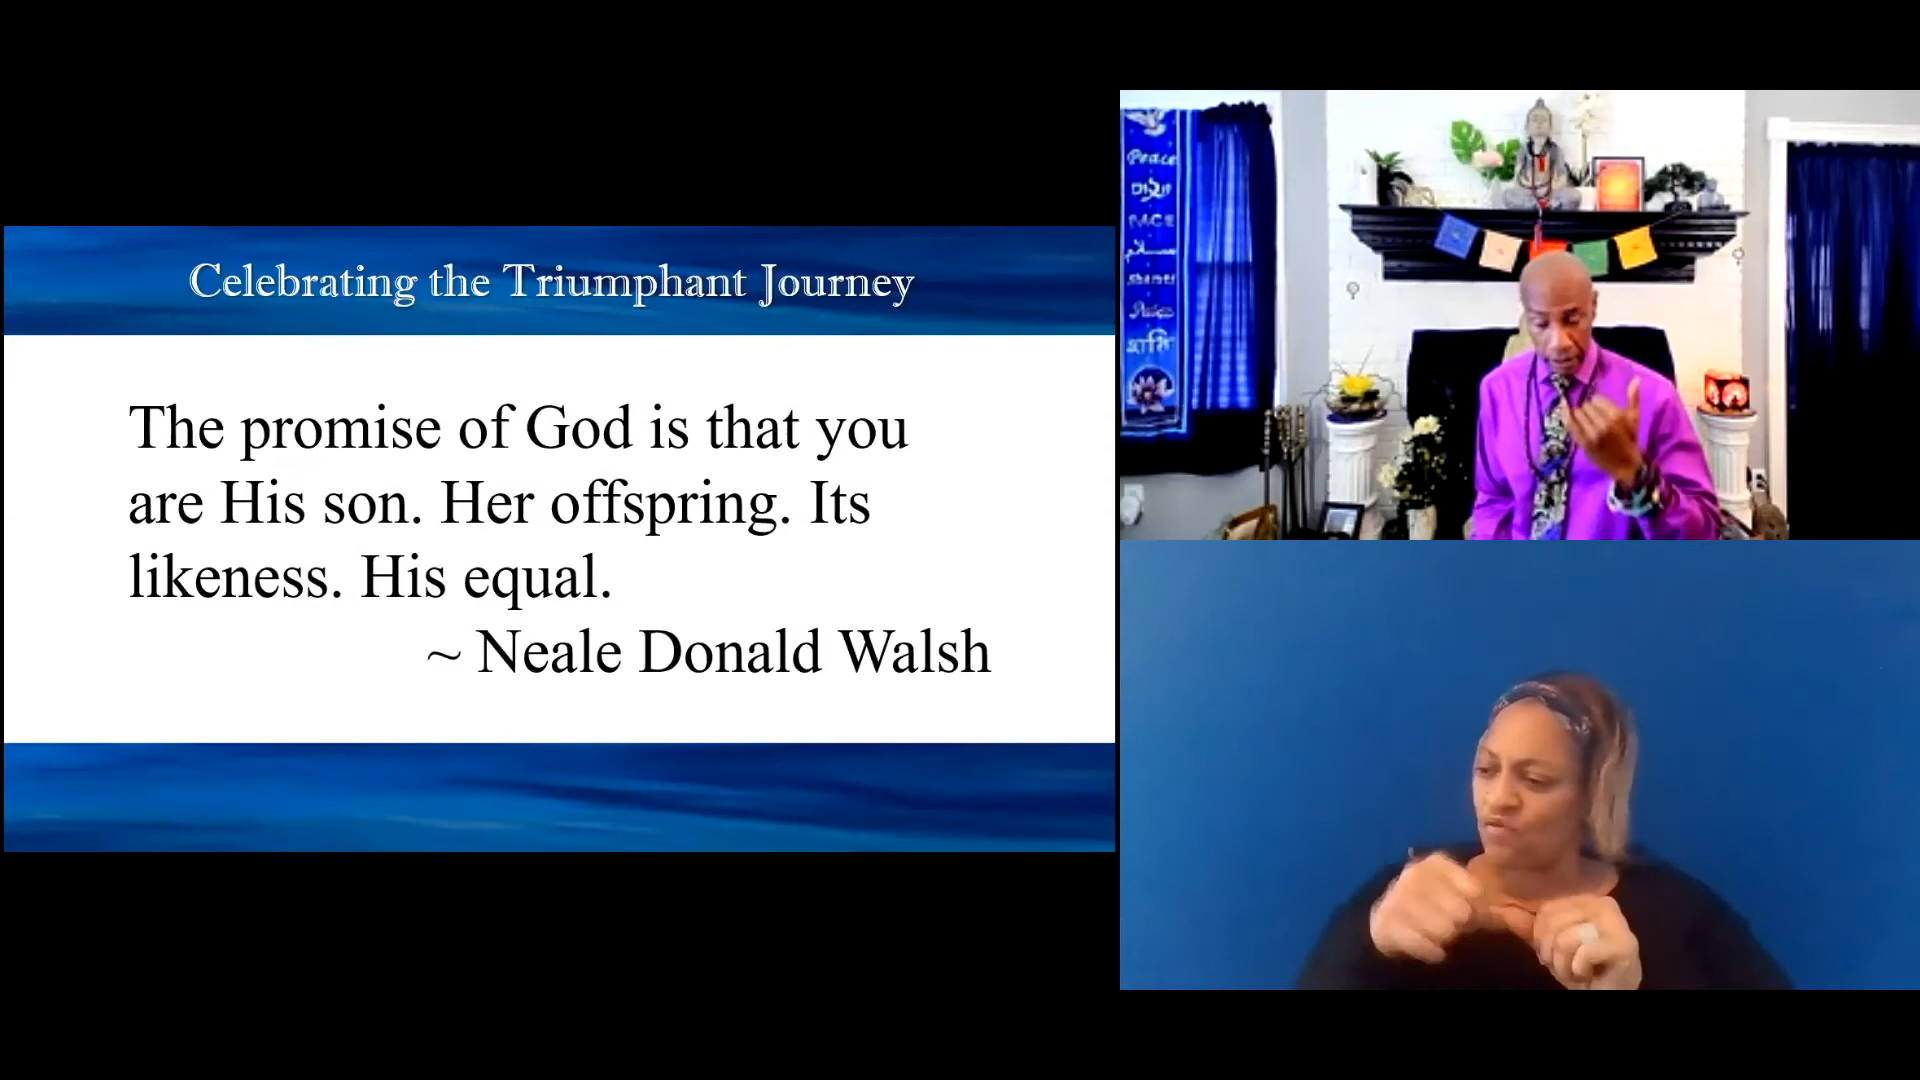 Celebrating the Triumphant Journey
The promise of God is that you
are His son. Her offspring. Its
likeness. His equal.
~ Neale Donald Walsh
Peace